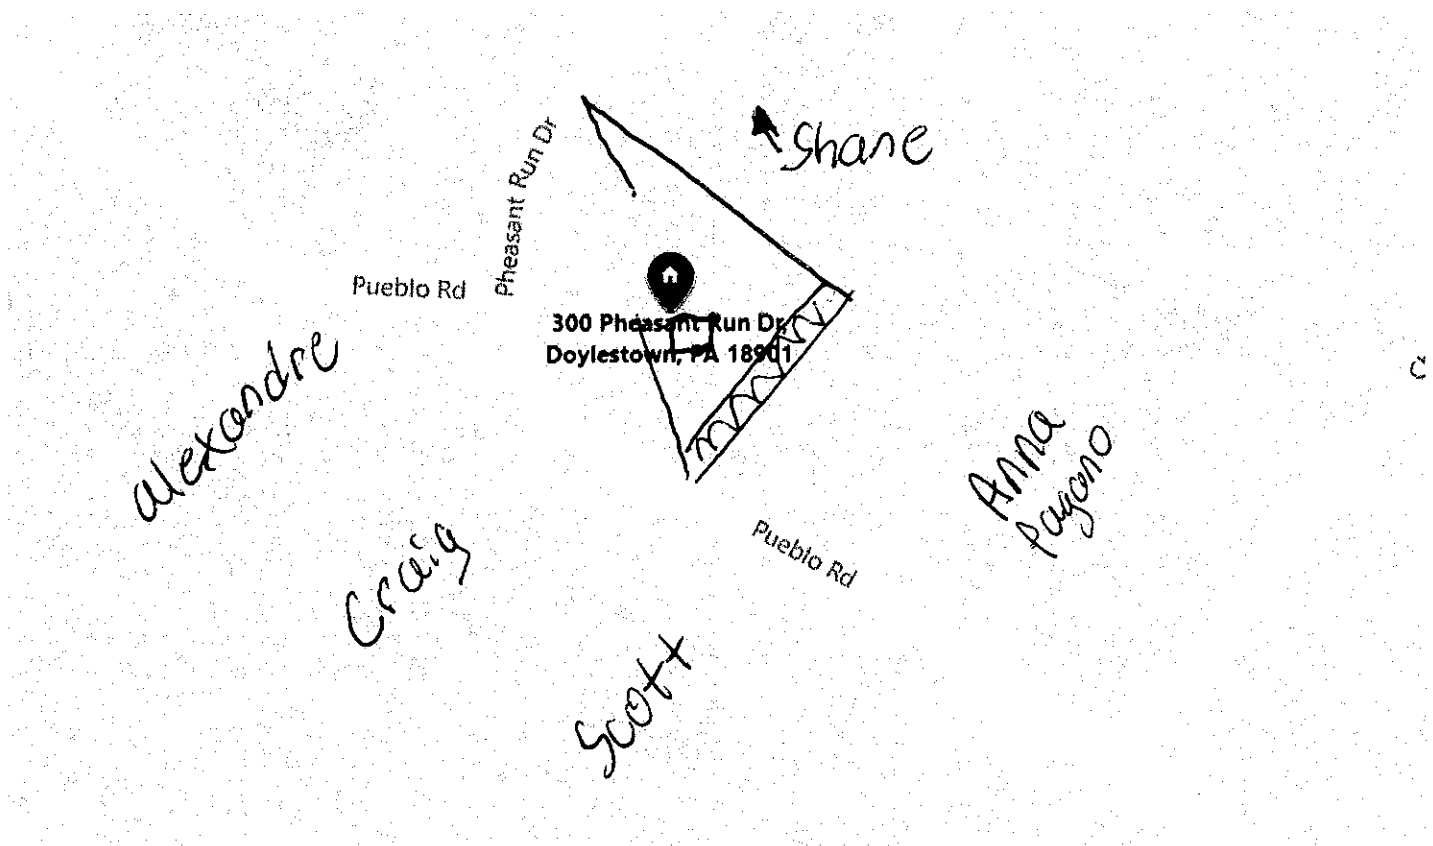 Shane
Pheasant Run Dr
Pueblo Rd
300 Pheasant Run Dr,
Doylestown, PA 18901
alexandre
Anna
Pagano
Craig
Pueblo Rd
Scott